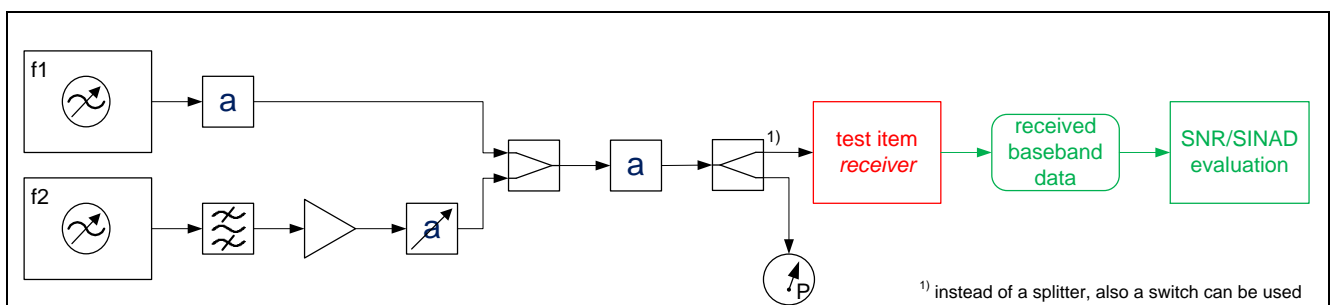 f1
a
f2
a
a
1)
P
test item
receiver
received
baseband
data
SNR/SINAD
evaluation
1) instead of a splitter, also a switch can be used